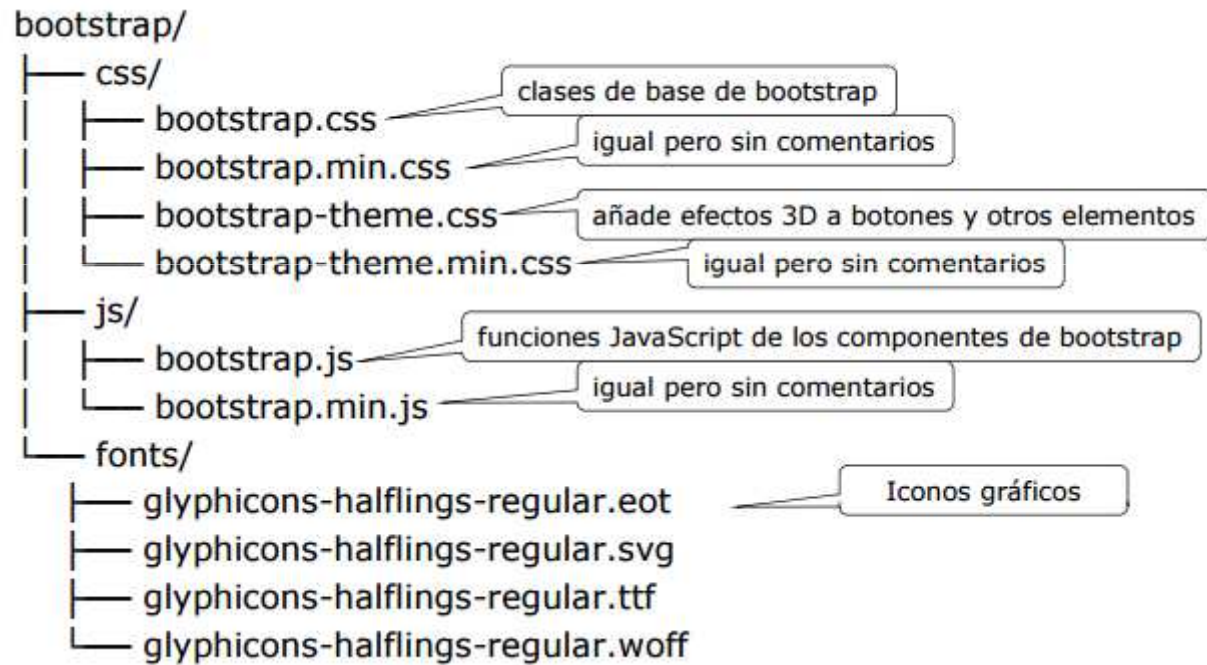 bootstrap/
├── css/
clases de base de bootstrap
│ ├── bootstrap.css
igual pero sin comentarios
│ ├── bootstrap.min.css
│ ├── bootstrap-theme.css
añade efectos 3D a botones y otros elementos
│ └── bootstrap-theme.min.css
igual pero sin comentarios
├── js/
funciones JavaScript de los componentes de bootstrap
│ ├── bootstrap.js
igual pero sin comentarios
│ └── bootstrap.min.js
└── fonts/
Iconos gráficos
├── glyphicons-halflings-regular.eot
├── glyphicons-halflings-regular.svg
├── glyphicons-halflings-regular.ttf
└── glyphicons-halflings-regular.woff